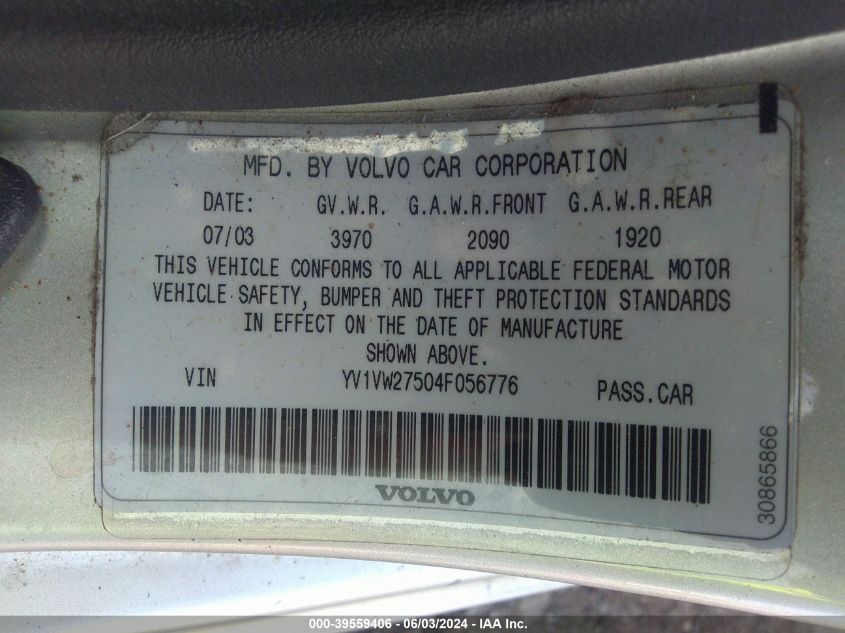 MFD. BY VOLVO CAR CORPORATION
DATE: GV.W.R. G.A.W.R.FRONT G.A.W.R.REAR
07/03 3970 2090 1920
THIS VEHICLE CONFORMS TO ALL APPLICABLE FEDERAL MOTOR
VEHICLE SAFETY, BUMPER AND THEFT PROTECTION STANDARDS
IN EFFECT ON THE DATE OF MANUFACTURE
SHOWN ABOVE.
VIN YV1VW27504F056776 PASS.CAR
VOLVO
30865866
000-39559406 - 06/03/2024 - IAA Inc.